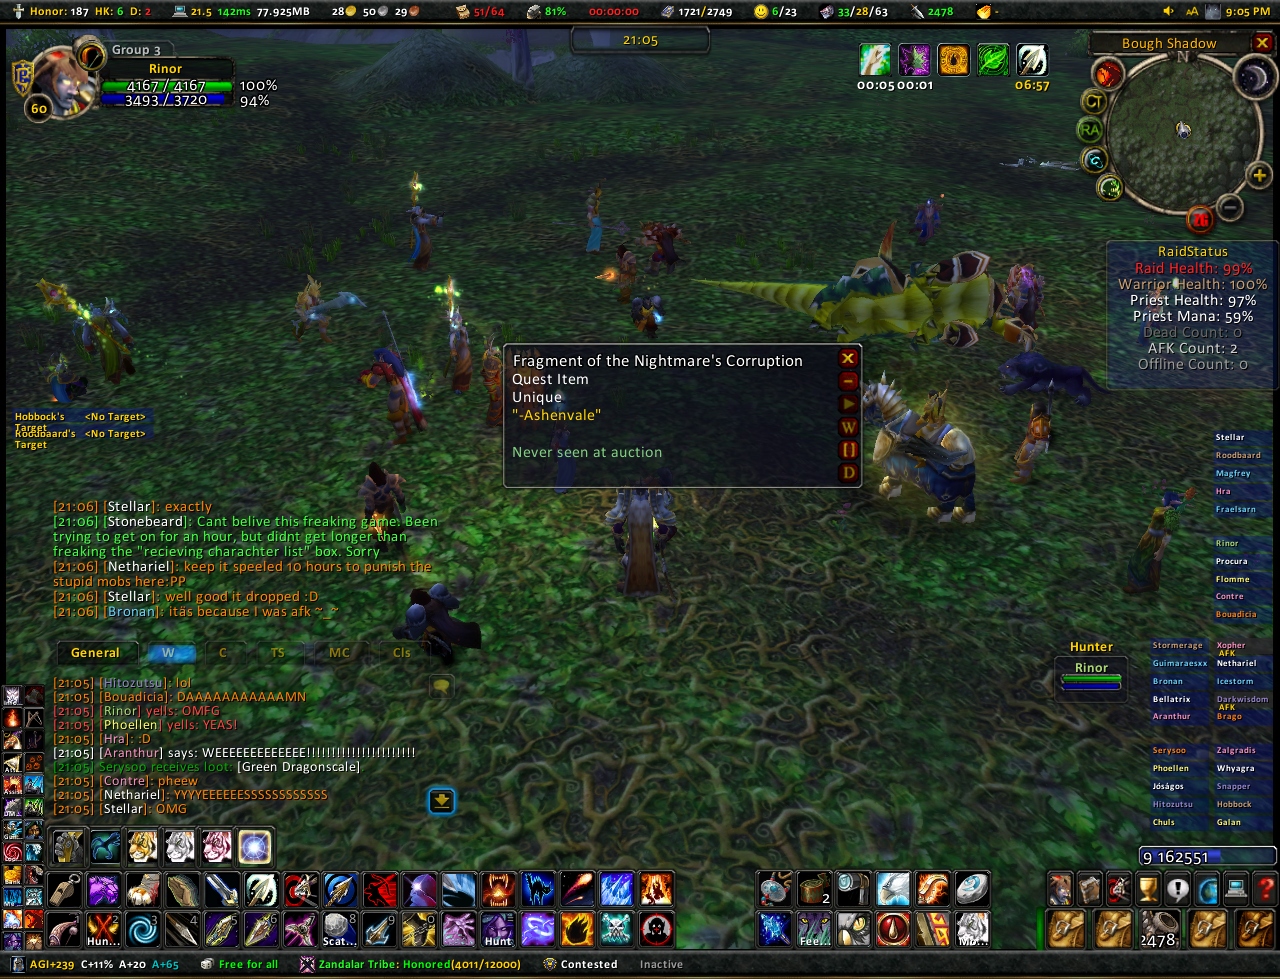 Honor: 187 HK: 6 D: 2 21.5 142ms 77.925MB 28 50 29 51/64 81% 00:00:00 1721/2749 6/23 33/28/63 2478 - AA 9:05 PM
21:05
Group 3
Rinor
4167 / 4167 100%
3493 / 3720 94%
60
00:05 00:01 06:57
Bough Shadow
N
CT
RA
RaidStatus
Raid Health: 99%
Warrior Health: 100%
Priest Health: 97%
Priest Mana: 59%
Dead Count: 0
AFK Count: 2
Offline Count: 0
Fragment of the Nightmare's Corruption
Quest Item
Unique
"-Ashenvale"
Never seen at auction
W
D
Hobbock's Target <No Target>
Roodbaard's Target <No Target>
[21:06] [Stellar]: exactly
[21:06] [Stonebeard]: Cant belive this freaking game. Been
trying to get on for an hour, but didnt get longer than
freaking the "recieving charachter list" box. Sorry
[21:06] [Nethariel]: keep it speeled 10 hours to punish the
stupid mobs here:PP
[21:06] [Stellar]: well good it dropped :D
[21:06] [Bronan]: itäs because I was afk ~_~
General W C TS MC Cls
[21:05] [Hitozutsu]: lol
[21:05] [Bouadicia]: DAAAAAAAAAAAMN
[21:05] [Rinor] yells: OMFG
[21:05] [Phoellen] yells: YEAS!
[21:05] [Hra]: :D
[21:05] [Aranthur] says: WEEEEEEEEEEEEE!!!!!!!!!!!!!!!!!!!!!!
[21:05] Serysoo receives loot: [Green Dragonscale]
[21:05] [Contre]: pheew
[21:05] [Nethariel]: YYYYEEEEEESSSSSSSSSSSS
[21:05] [Stellar]: OMG
Stellar
Roodbaard
Magfrey
Hra
Fraelsarn
Rinor
Procura
Flomme
Contre
Bouadicia
Hunter
Rinor
Stormerage Xopher
AFK
Guimaraesxx Nethariel
Bronan Icestorm
Bellatrix Darkwisdom
AFK
Aranthur Brago
Serysoo Zalgradis
Phoellen Whyagra
Jóságos Snapper
Hitozutsu Hobbock
Chuls Galan
9 162551
2
Hun... Scat... Hunt Fee... Mo... 2478
AGI+239 C+11% A+20 A+65 Free for all Zandalar Tribe: Honored(4011/12000) Contested Inactive